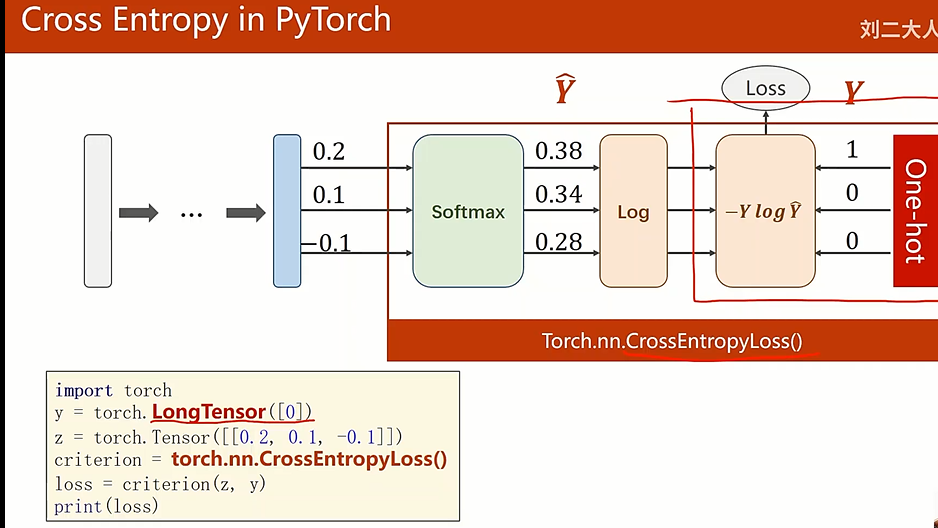 Cross Entropy in PyTorch
刘二大人
Ŷ
Loss
Y
0.2
0.38
1
0.1
0.34
0
−0.1
0.28
0
Softmax
Log
−Y log Ŷ
One-hot
...
Torch.nn.CrossEntropyLoss()
import torch
y = torch.LongTensor([0])
z = torch.Tensor([[0.2, 0.1, -0.1]])
criterion = torch.nn.CrossEntropyLoss()
loss = criterion(z, y)
print(loss)